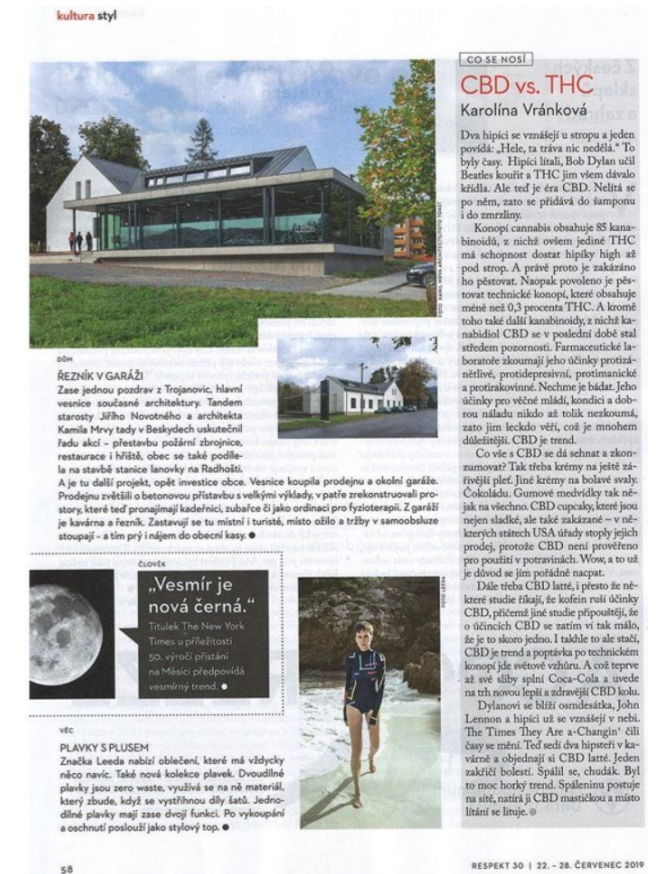 kultura styl
FOTO KAMIL MRVA ARCHITECTS/FOTO TOAST
DŮM
ŘEZNÍK V GARÁŽI
Zase jednou pozdrav z Trojanovic, hlavní
vesnice současné architektury. Tandem
starosty Jiřího Novotného a architekta
Kamila Mrvy tady v Beskydech uskutečnil
řadu akcí – přestavbu požární zbrojnice,
restaurace i hřiště, obec se také podíle-
la na stavbě stanice lanovky na Radhošti.
A je tu další projekt, opět investice obce. Vesnice koupila prodejnu a okolní garáže.
Prodejnu zvětšili o betonovou přístavbu s velkými výklady, v patře zrekonstruovali pro-
story, které teď pronajímají kadeřnici, zubařce či jako ordinaci pro fyzioterapii. Z garáží
je kavárna a řezník. Zastavují se tu místní i turisté, místo ožilo a tržby v samoobsluze
stoupají – a tím prý i nájem do obecní kasy. ●
ČLOVĚK
„Vesmír je
nová černá.“
Titulek The New York
Times u příležitosti
50. výročí přistání
na Měsíci předpovídá
vesmírný trend. ●
FOTO LEEDA
VĚC
PLAVKY S PLUSEM
Značka Leeda nabízí oblečení, které má vždycky
něco navíc. Také nová kolekce plavek. Dvoudílné
plavky jsou zero waste, využívá se na ně materiál,
který zbude, když se vystřihnou díly šatů. Jedno-
dílné plavky mají zase dvojí funkci. Po vykoupání
a oschnutí poslouží jako stylový top. ●
CO SE NOSÍ
CBD vs. THC
Karolína Vránková
Dva hipíci se vznášejí u stropu a jeden
povídá: „Hele, ta tráva nic nedělá.“ To
byly časy. Hipíci lítali, Bob Dylan učil
Beatles kouřit a THC jim všem dávalo
křídla. Ale teď je éra CBD. Nelítá se
po něm, zato se přidává do šamponu
i do zmrzliny.
Konopí cannabis obsahuje 85 kana-
binoidů, z nichž ovšem jediné THC
má schopnost dostat hipíky high až
pod strop. A právě proto je zakázáno
ho pěstovat. Naopak povoleno je pěs-
tovat technické konopí, které obsahuje
méně než 0,3 procenta THC. A kromě
toho také další kanabinoidy, z nichž ka-
nabidiol CBD se v poslední době stal
středem pozornosti. Farmaceutické la-
boratoře zkoumají jeho účinky protizá-
nětlivé, protidepresivní, protimanické
a protirakovinné. Nechme je bádat. Jeho
účinky pro věčné mládí, kondici a dob-
rou náladu nikdo až tolik nezkoumá,
zato jim leckdo věří, což je mnohem
důležitější. CBD je trend.
Co vše s CBD se dá sehnat a zkon-
zumovat? Tak třeba krémy na ještě zá-
řivější pleť. Jiné krémy na bolavé svaly.
Čokoládu. Gumové medvídky tak ně-
jak na všechno. CBD cupcaky, které jsou
nejen sladké, ale také zakázané – v ně-
kterých státech USA úřady stoply jejich
prodej, protože CBD není prověřeno
pro použití v potravinách. Wow, a to už
je důvod se jím pořádně nacpat.
Dále třeba CBD latté, i přesto že ně-
které studie říkají, že kofein ruší účinky
CBD, přičemž jiné studie připouštějí, že
o účincích CBD se zatím ví tak málo,
že je to skoro jedno. I takhle to ale stačí,
CBD je trend a poptávka po technickém
konopí jde světově vzhůru. A což teprve
až své sliby splní Coca-Cola a uvede
na trh novou lepší a zdravější CBD kolu.
Dylanovi se blíží osmdesátka, John
Lennon a hipíci už se vznášejí v nebi.
The Times They Are a-Changin‘ čili
časy se mění. Teď sedí dva hipsteři v ka-
várně a objednají si CBD latté. Jeden
zakřičí bolestí. Spálil se, chudák. Byl
to moc horký trend. Spáleninu postuje
na sítě, natírá ji CBD mastičkou a místo
lítání se lituje.
58
RESPEKT 30 | 22. – 28. ČERVENEC 2019